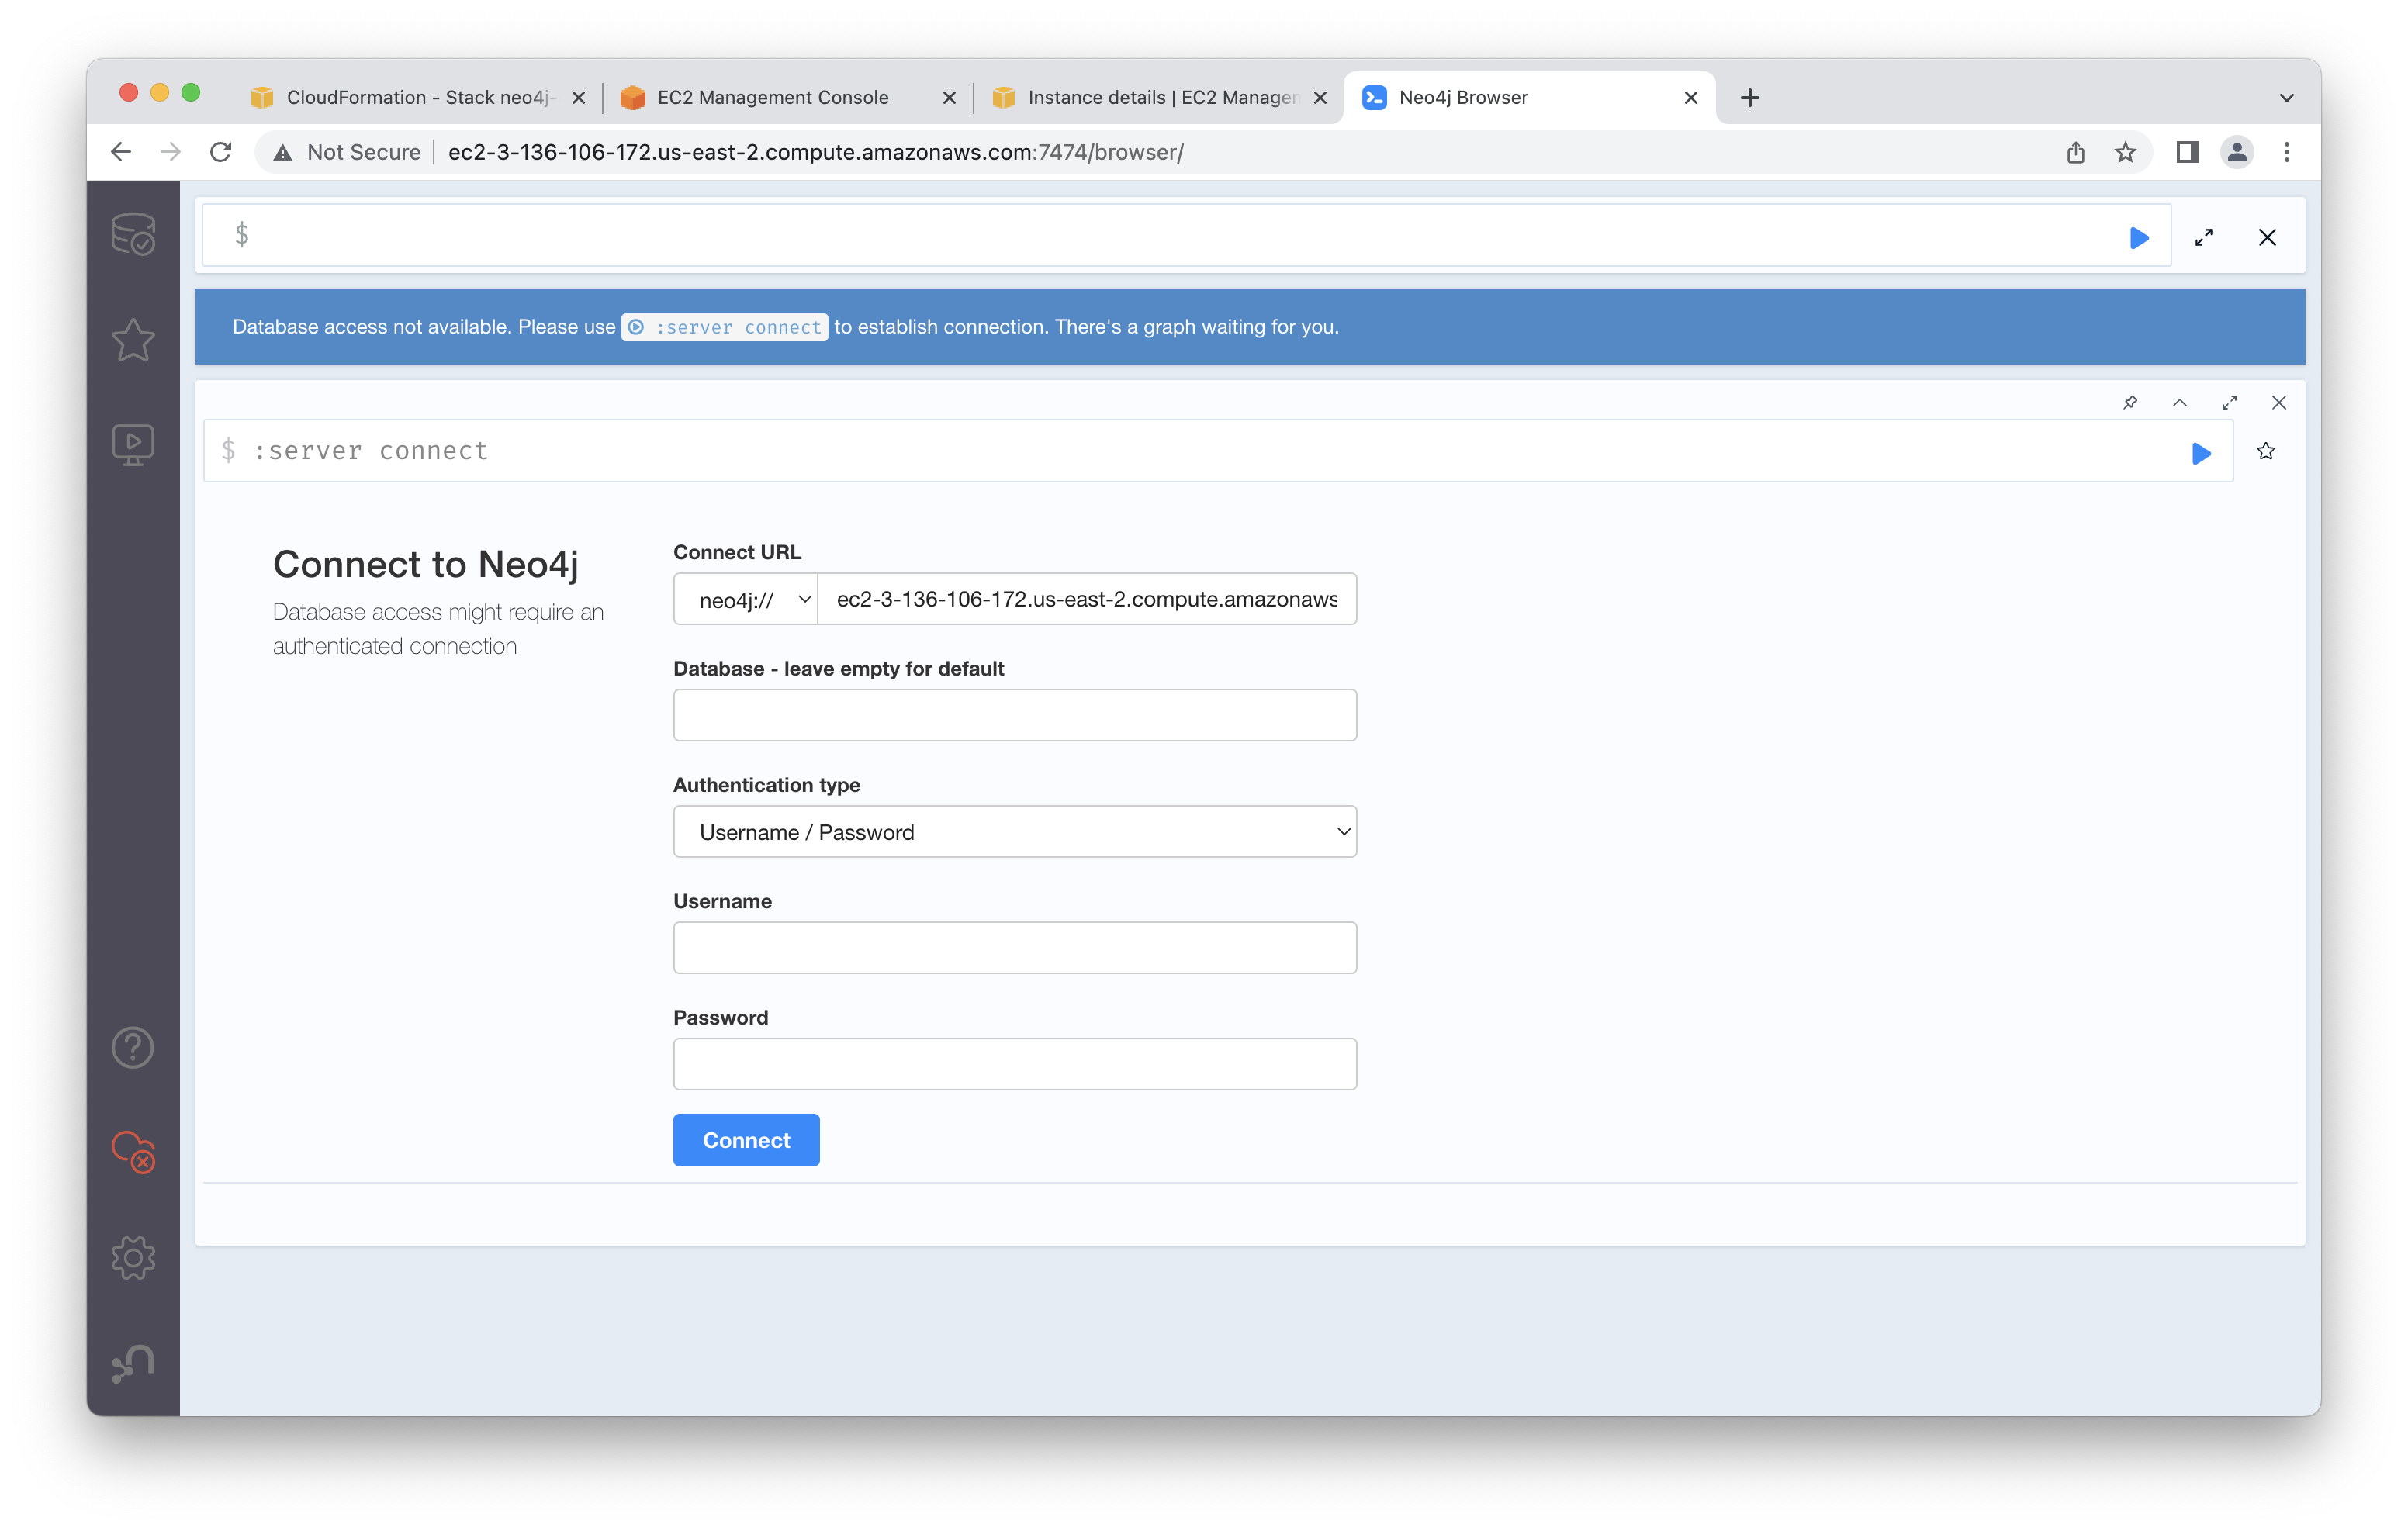 CloudFormation - Stack neo4j-
EC2 Management Console
Instance details | EC2 Manager
Neo4j Browser
Not Secure
ec2-3-136-106-172.us-east-2.compute.amazonaws.com:7474/browser/
$
Database access not available. Please use :server connect to establish connection. There's a graph waiting for you.
$ :server connect
Connect to Neo4j
Database access might require an
authenticated connection
Connect URL
neo4j://
ec2-3-136-106-172.us-east-2.compute.amazonaws
Database - leave empty for default
Authentication type
Username / Password
Username
Password
Connect